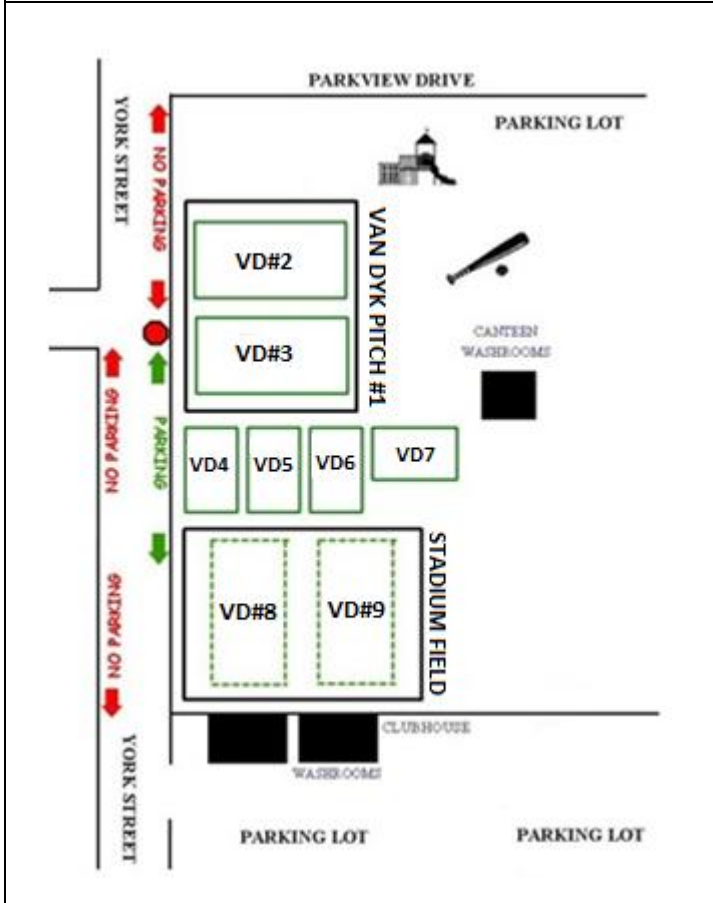 PARKVIEW DRIVE
YORK STREET
NO PARKING
PARKING LOT
VAN DYK PITCH #1
VD#2
VD#3
CANTEEN
WASHROOMS
NO PARKING
PARKING
VD4
VD5
VD6
VD7
NO PARKING
STADIUM FIELD
VD#8
VD#9
CLUBHOUSE
WASHROOMS
YORK STREET
PARKING LOT
PARKING LOT